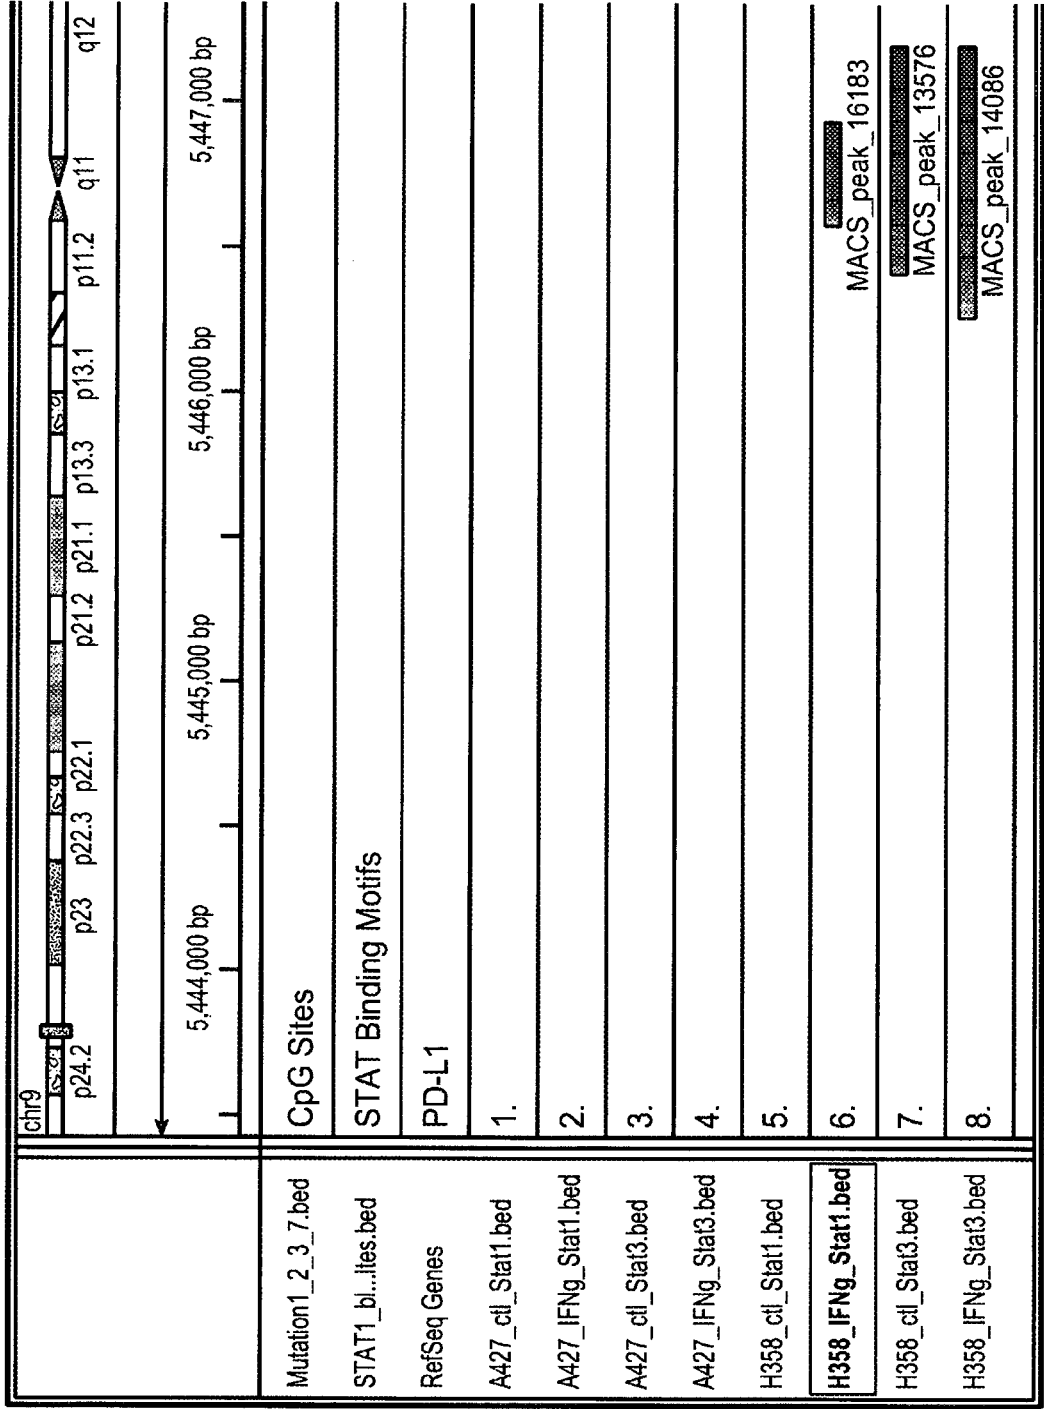 chr9
p24.2 p23 p22.3 p22.1 p21.2 p21.1 p13.3 p13.1 p11.2 q11 q12
5,444,000 bp 5,445,000 bp 5,446,000 bp 5,447,000 bp
Mutation1_2_3_7.bed CpG Sites
STAT1_bl...ites.bed STAT Binding Motifs
RefSeq Genes PD-L1
A427_ctl_Stat1.bed 1.
A427_IFNg_Stat1.bed 2.
A427_ctl_Stat3.bed 3.
A427_IFNg_Stat3.bed 4.
H358_ctl_Stat1.bed 5.
H358_IFNg_Stat1.bed 6.
MACS_peak_16183
H358_ctl_Stat3.bed 7.
MACS_peak_13576
H358_IFNg_Stat3.bed 8.
MACS_peak_14086